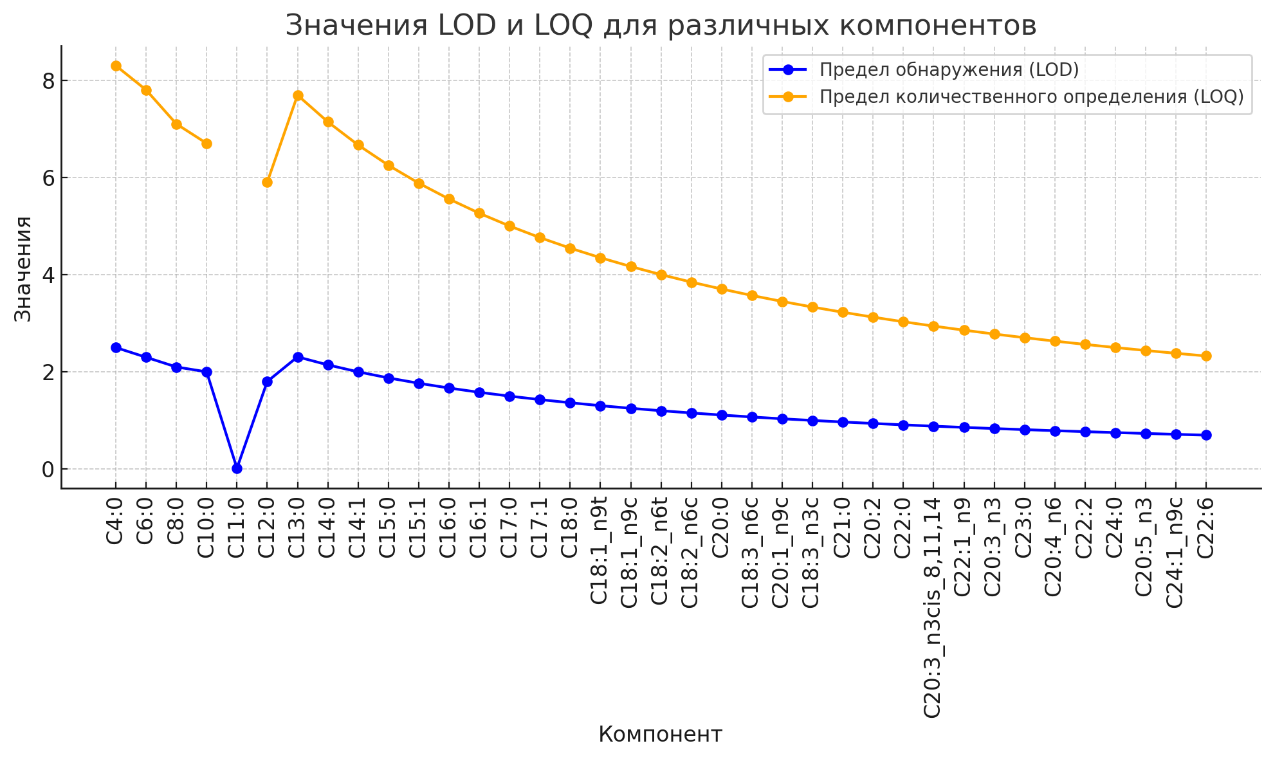 Значения LOD и LOQ для различных компонентов
Предел обнаружения (LOD)
Предел количественного определения (LOQ)
Значения
8
6
4
2
0
C4:0
C6:0
C8:0
C10:0
C11:0
C12:0
C13:0
C14:0
C14:1
C15:0
C15:1
C16:0
C16:1
C17:0
C17:1
C18:0
C18:1_n9t
C18:1_n9c
C18:2_n6t
C18:2_n6c
C20:0
C18:3_n6c
C20:1_n9c
C18:3_n3c
C21:0
C20:2
C22:0
C20:3_n3cis_8,11,14
C22:1_n9
C20:3_n3
C23:0
C20:4_n6
C22:2
C24:0
C20:5_n3
C24:1_n9c
C22:6
Компонент